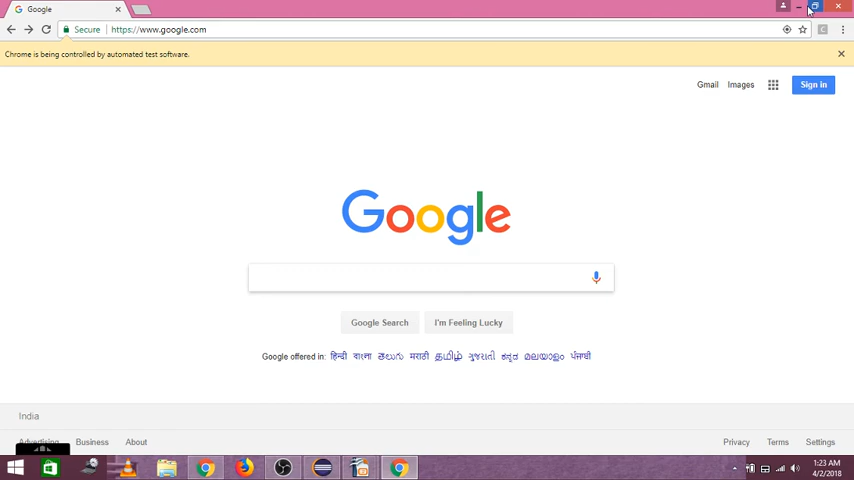 Google
Secure https://www.google.com
Chrome is being controlled by automated test software.
Gmail Images Sign in
Google
Google Search I'm Feeling Lucky
Google offered in: हिन्दी বাংলা తెలుగు मराठी தமிழ் ગુજરાતી ಕನ್ನಡ മലയാളം ਪੰਜਾਬੀ
India
Advertising Business About Privacy Terms Settings
1:23 AM
4/2/2018